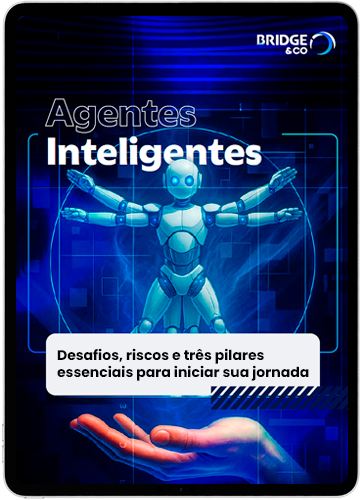 BRIDGE
&CO
Agentes
Inteligentes
Desafios, riscos e três pilares
essenciais para iniciar sua jornada